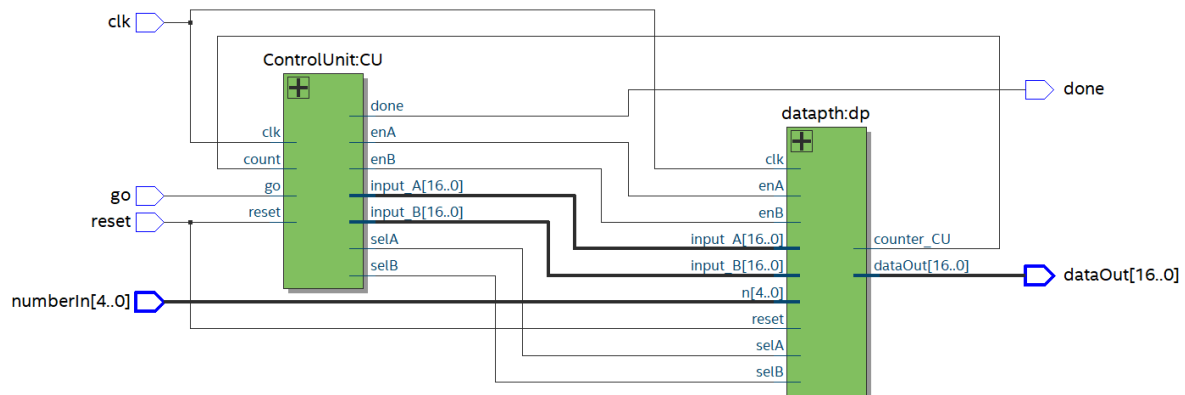 clk
ControlUnit:CU
done
done
datapth:dp
clk
enA
count
enB
clk
go
go
input_A[16..0]
enA
reset
reset
input_B[16..0]
enB
selA
input_A[16..0]
counter_CU
selB
input_B[16..0]
dataOut[16..0]
dataOut[16..0]
numberIn[4..0]
n[4..0]
reset
selA
selB